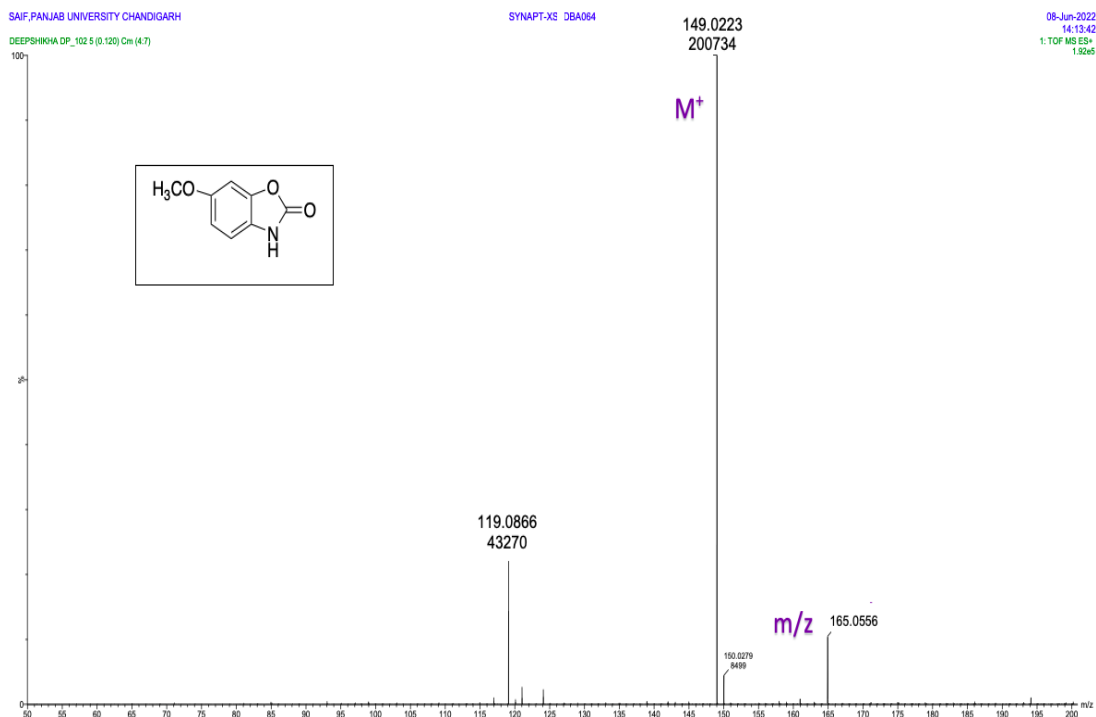 SAIF,PANJAB UNIVERSITY CHANDIGARH
SYNAPT-XS DBA064
08-Jun-2022
14:13:42
DEEPSHIKHA DP_102 5 (0.120) Cm (4:7)
1: TOF MS ES+
1.92e5
149.0223
200734
100
M+
H3CO
O
O
N
H
%
119.0866
43270
m/z
165.0556
150.0279
8499
0
50 55 60 65 70 75 80 85 90 95 100 105 110 115 120 125 130 135 140 145 150 155 160 165 170 175 180 185 190 195 200
m/z